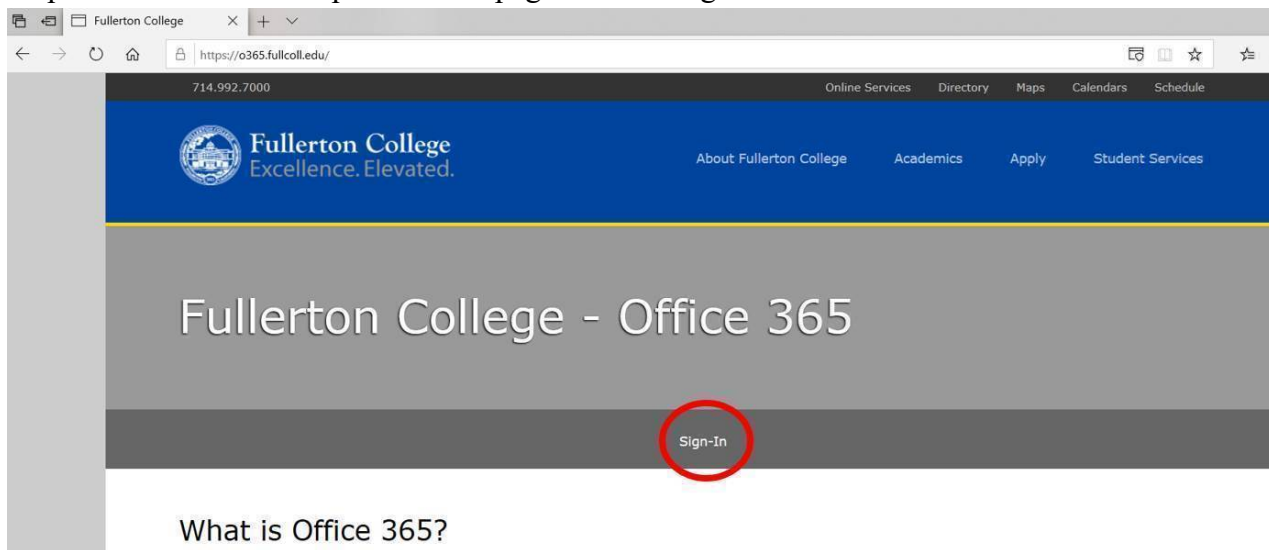 Fullerton College
https://o365.fullcoll.edu/
714.992.7000 Online Services Directory Maps Calendars Schedule
Fullerton College
Excellence. Elevated.
About Fullerton College Academics Apply Student Services
Fullerton College - Office 365
Sign-In
What is Office 365?